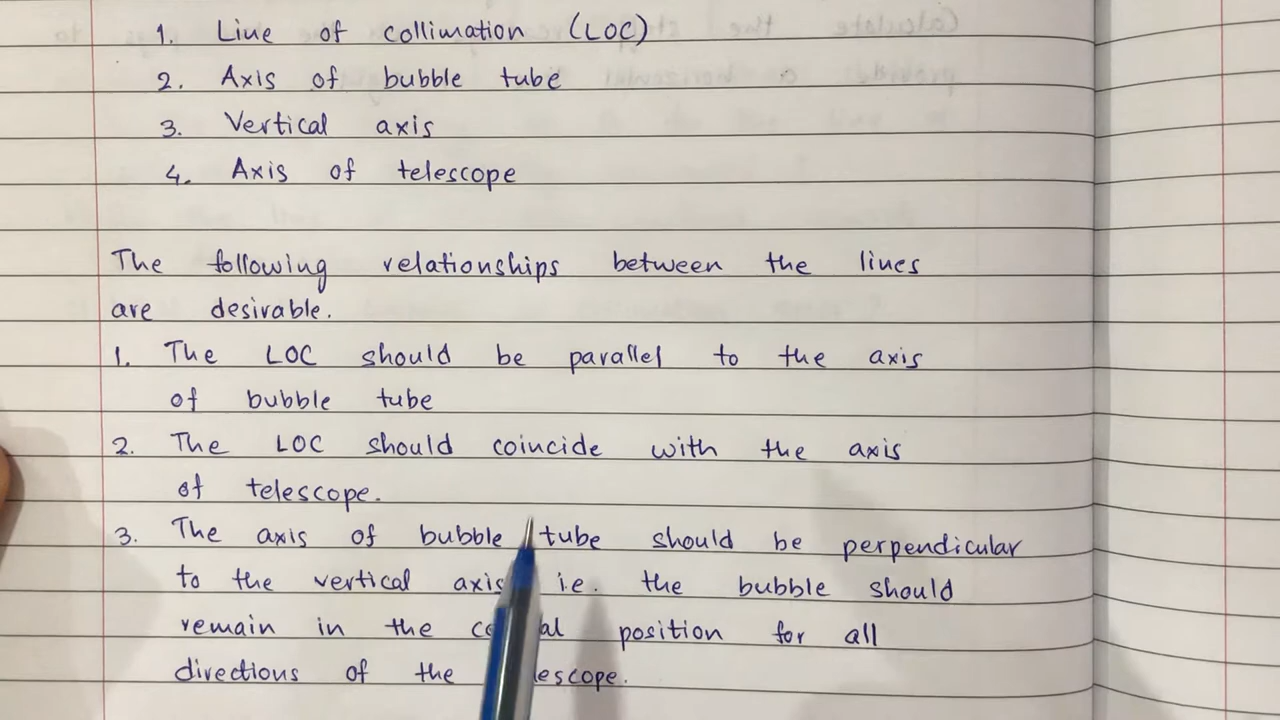 1. Line of collimation (LOC)
2. Axis of bubble tube
3. Vertical axis
4. Axis of telescope
The following relationships between the lines
are desirable.
1. The LOC should be parallel to the axis
of bubble tube
2. The LOC should coincide with the axis
of telescope.
3. The axis of bubble tube should be perpendicular
to the vertical axis i.e. the bubble should
remain in the position for all
directions of the